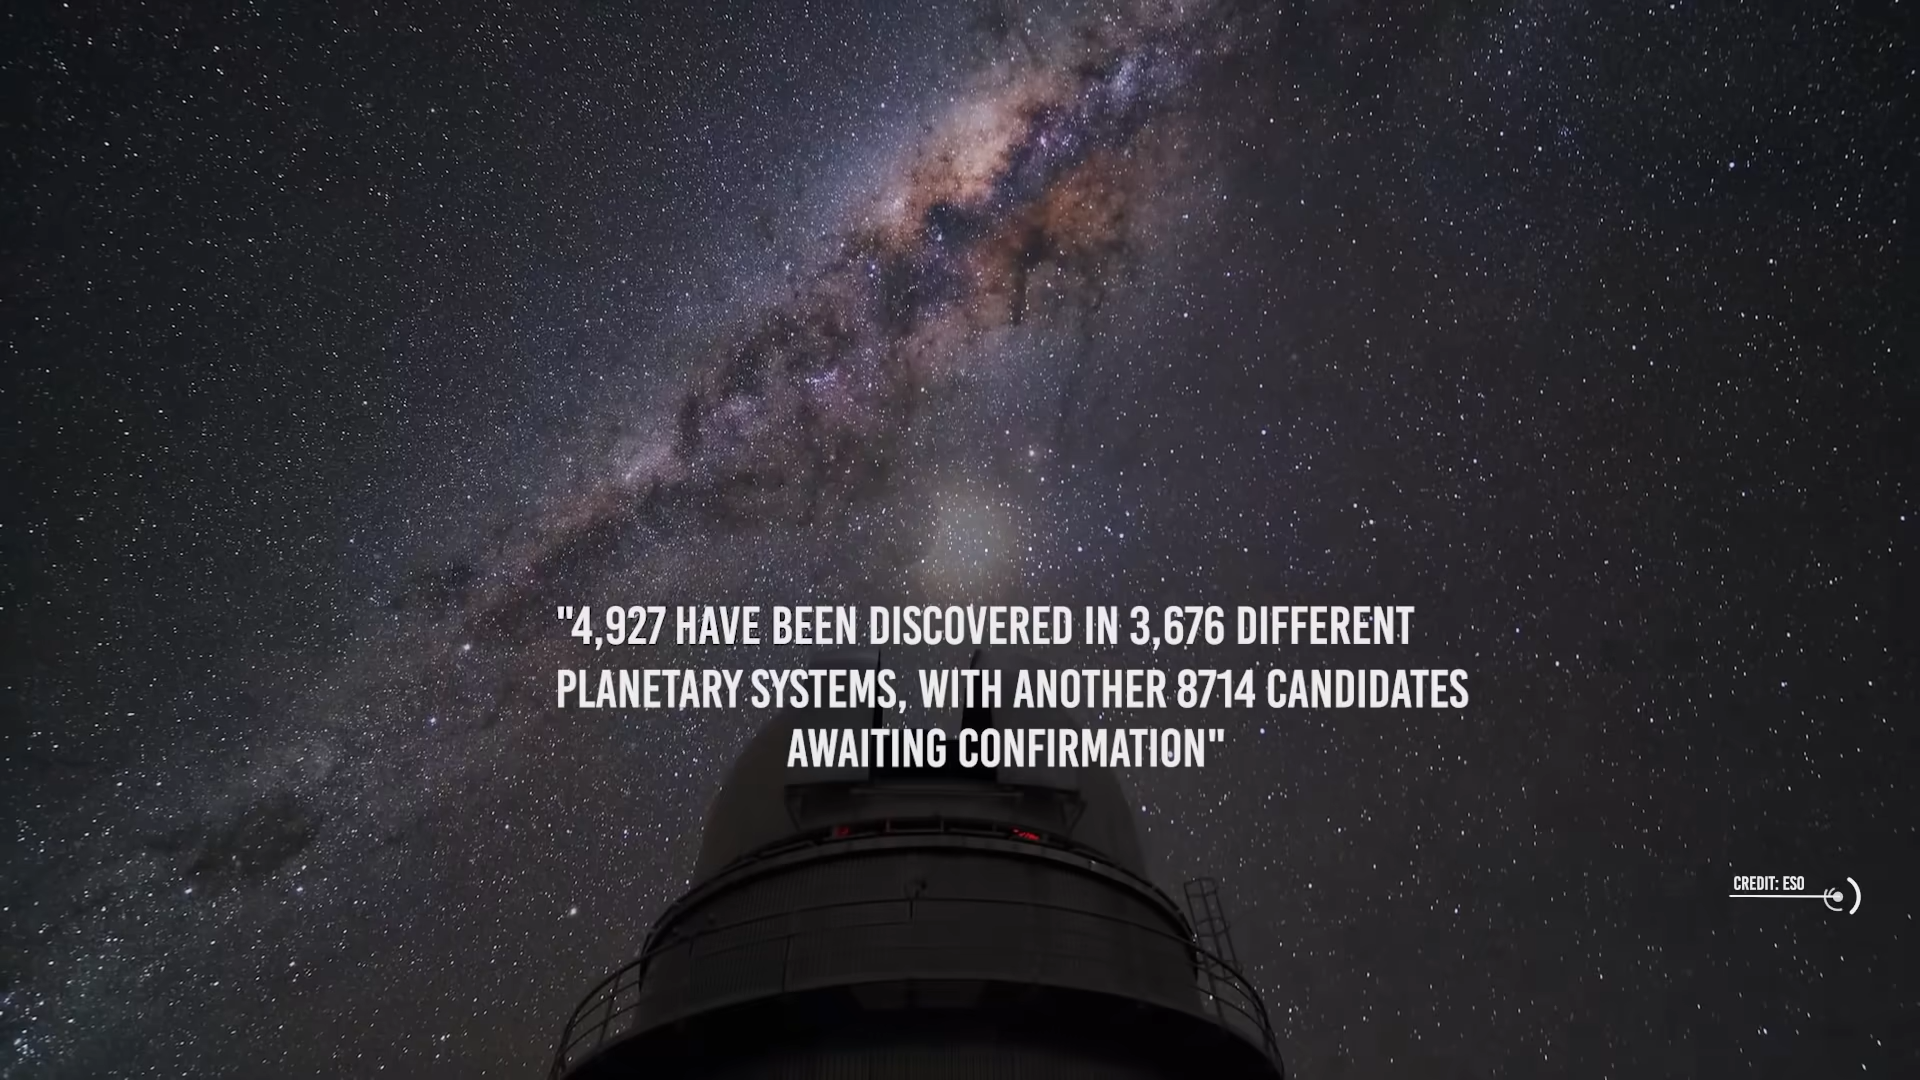 "4,927 HAVE BEEN DISCOVERED IN 3,676 DIFFERENT
PLANETARY SYSTEMS, WITH ANOTHER 8714 CANDIDATES
AWAITING CONFIRMATION"
CREDIT: ESO